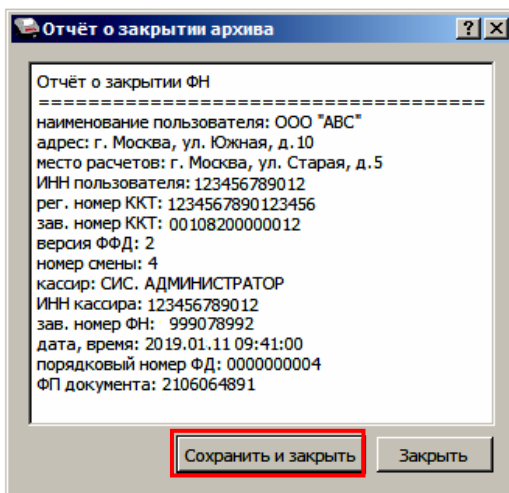 Отчёт о закрытии архива
Отчёт о закрытии ФН
=====================================
наименование пользователя: ООО "АВС"
адрес: г. Москва, ул. Южная, д.10
место расчетов: г. Москва, ул. Старая, д.5
ИНН пользователя: 123456789012
рег. номер ККТ: 1234567890123456
зав. номер ККТ: 00108200000012
версия ФФД: 2
номер смены: 4
кассир: СИС. АДМИНИСТРАТОР
ИНН кассира: 123456789012
зав. номер ФН: 999078992
дата, время: 2019.01.11 09:41:00
порядковый номер ФД: 0000000004
ФП документа: 2106064891
Сохранить и закрыть Закрыть